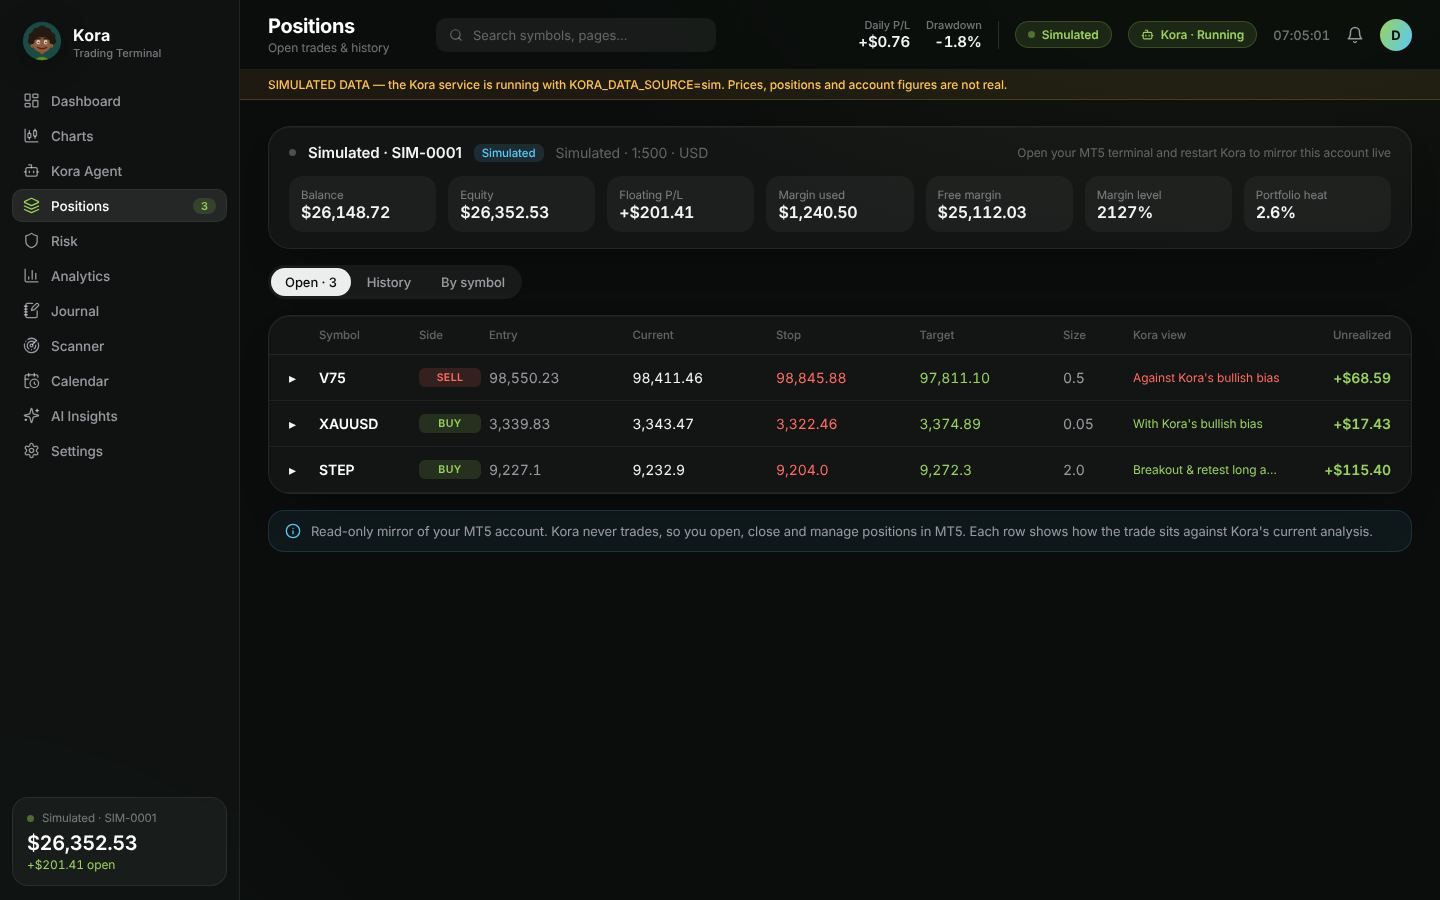 Kora
Trading Terminal
Dashboard
Charts
Kora Agent
Positions 3
Risk
Analytics
Journal
Scanner
Calendar
AI Insights
Settings
Simulated · SIM-0001
$26,352.53
+$201.41 open
Positions
Open trades & history
Search symbols, pages...
Daily P/L
+$0.76
Drawdown
-1.8%
Simulated
Kora · Running
07:05:01
D
SIMULATED DATA — the Kora service is running with KORA_DATA_SOURCE=sim. Prices, positions and account figures are not real.
Simulated · SIM-0001 Simulated Simulated · 1:500 · USD Open your MT5 terminal and restart Kora to mirror this account live
Balance
$26,148.72
Equity
$26,352.53
Floating P/L
+$201.41
Margin used
$1,240.50
Free margin
$25,112.03
Margin level
2127%
Portfolio heat
2.6%
Open · 3 History By symbol
Symbol Side Entry Current Stop Target Size Kora view Unrealized
V75 SELL 98,550.23 98,411.46 98,845.88 97,811.10 0.5 Against Kora's bullish bias +$68.59
XAUUSD BUY 3,339.83 3,343.47 3,322.46 3,374.89 0.05 With Kora's bullish bias +$17.43
STEP BUY 9,227.1 9,232.9 9,204.0 9,272.3 2.0 Breakout & retest long a... +$115.40
Read-only mirror of your MT5 account. Kora never trades, so you open, close and manage positions in MT5. Each row shows how the trade sits against Kora's current analysis.